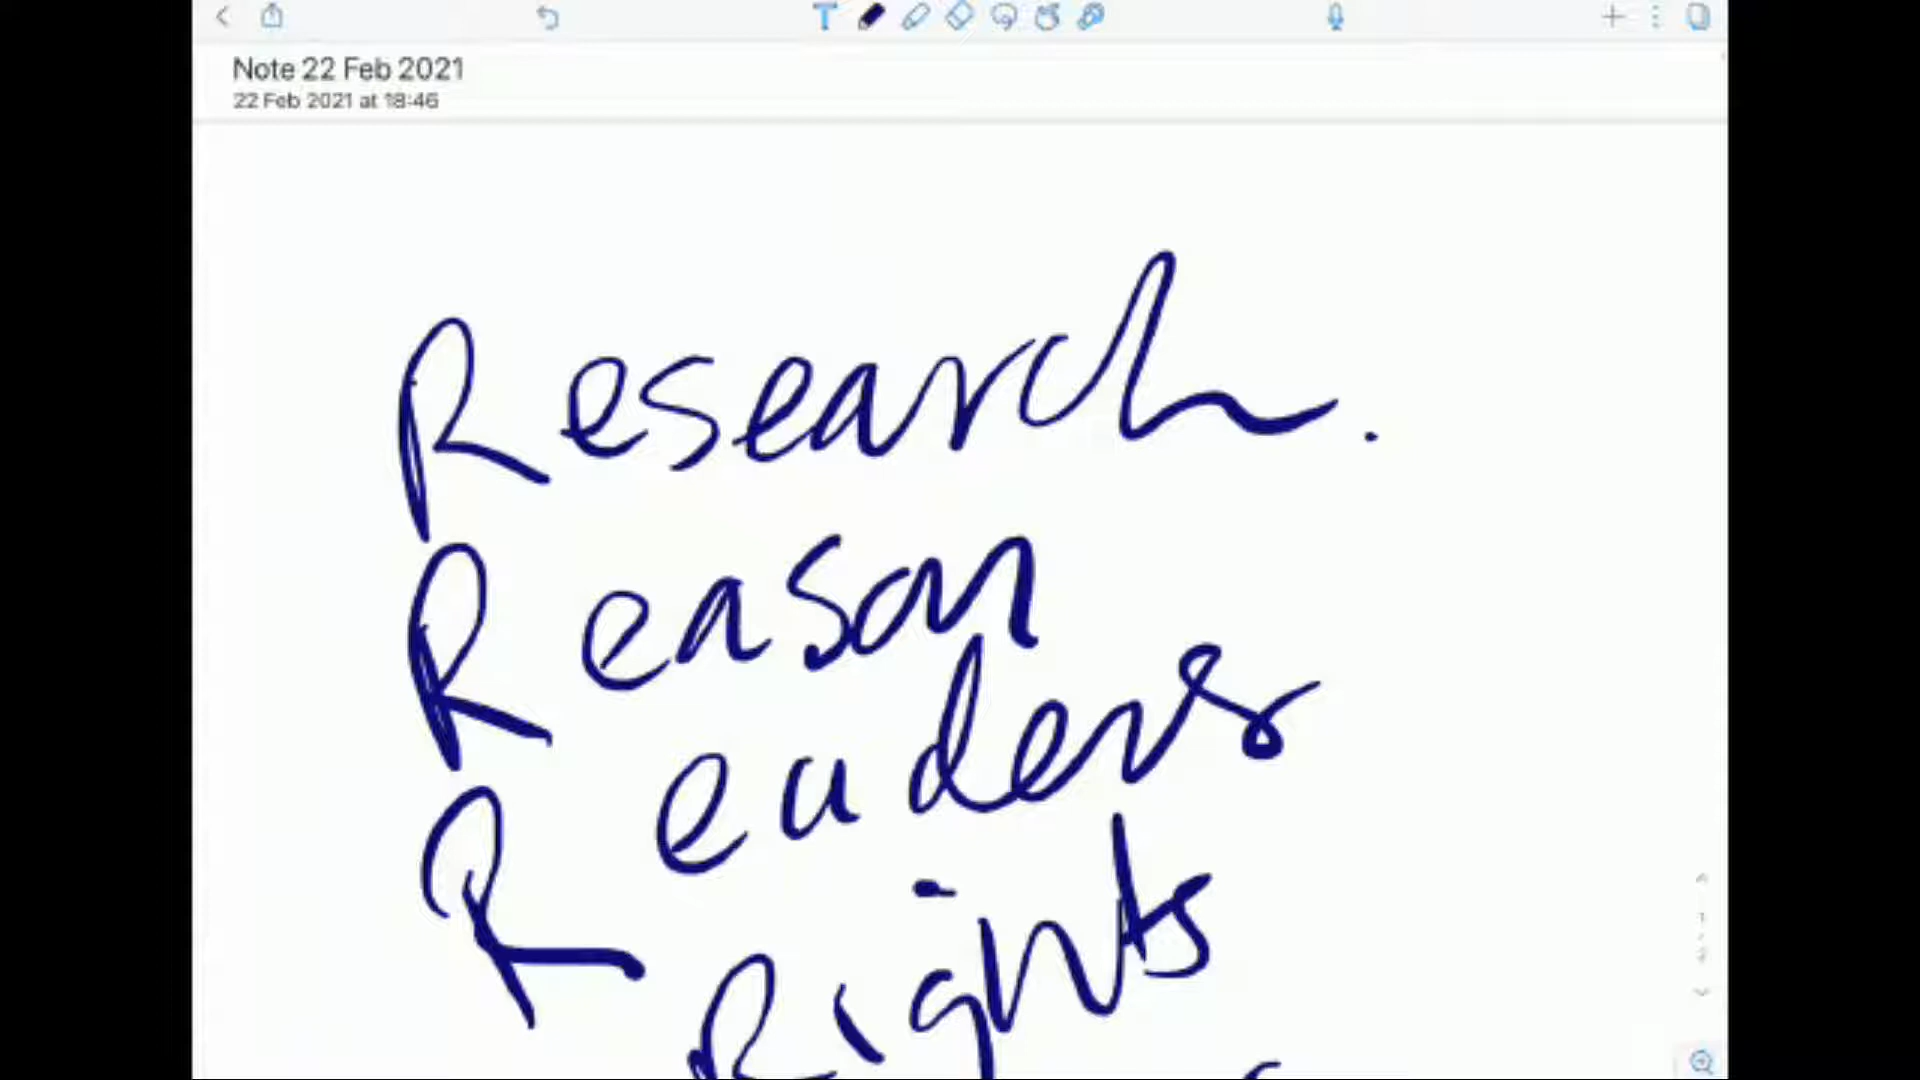 Note 22 Feb 2021
22 Feb 2021 at 18:46
Research.
Reason
Readers
Rights